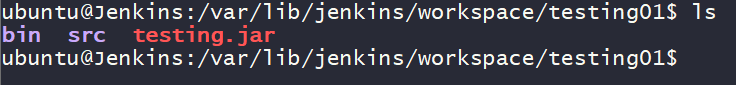 ubuntu@Jenkins:/var/lib/jenkins/workspace/testing01$ ls
bin  src  testing.jar
ubuntu@Jenkins:/var/lib/jenkins/workspace/testing01$